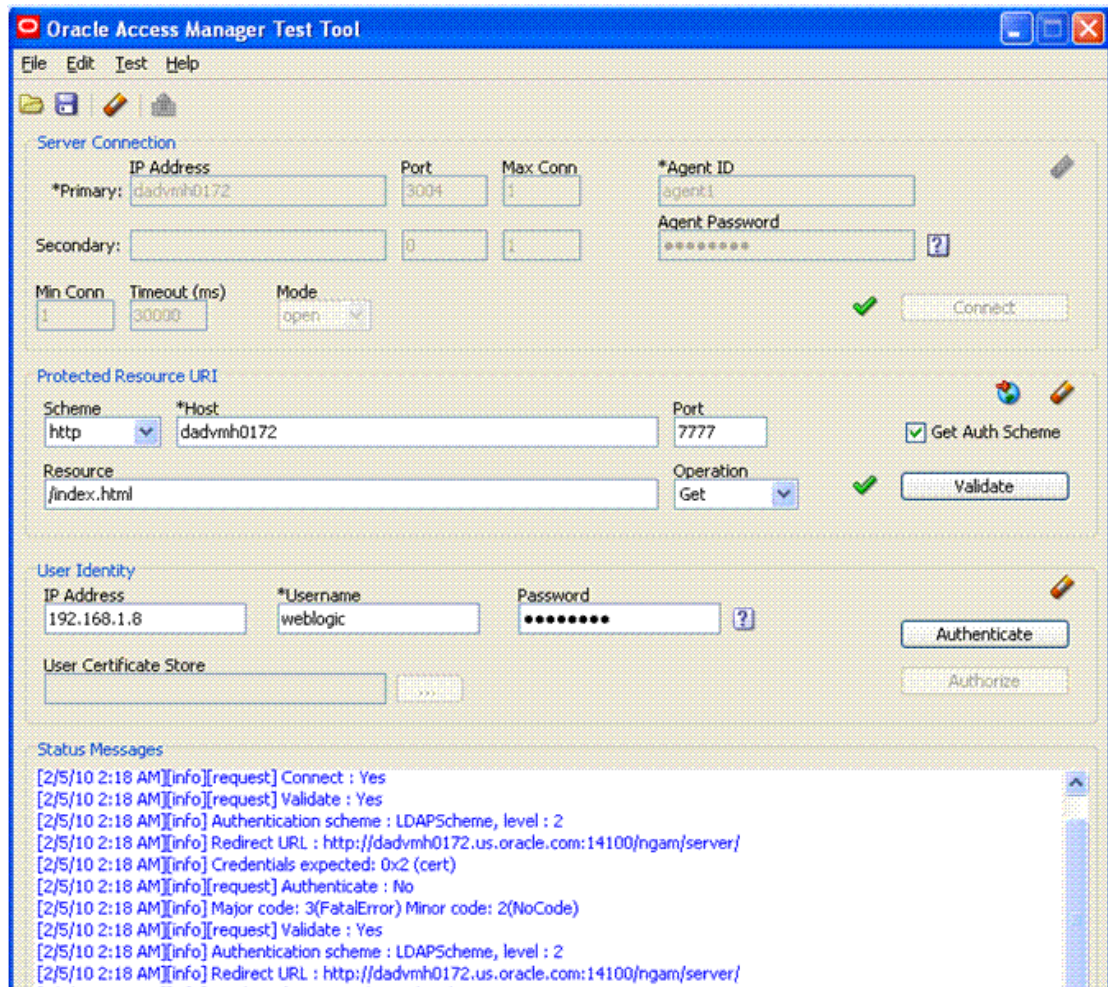 Oracle Access Manager Test Tool
File Edit Test Help
Server Connection
IP Address Port Max Conn *Agent ID
*Primary: dadvmh0172 3004 1 agent1
Agent Password
Secondary: 0 1 ●●●●●●●● ?
Min Conn Timeout (ms) Mode
1 30000 open Connect
Protected Resource URI
Scheme *Host Port
http dadvmh0172 7777 Get Auth Scheme
Resource Operation
/index.html Get Validate
User Identity
IP Address *Username Password
192.168.1.8 weblogic ●●●●●●●● ?
Authenticate
User Certificate Store
... Authorize
Status Messages
[2/5/10 2:18 AM][info][request] Connect : Yes
[2/5/10 2:18 AM][info][request] Validate : Yes
[2/5/10 2:18 AM][info] Authentication scheme : LDAPScheme, level : 2
[2/5/10 2:18 AM][info] Redirect URL : http://dadvmh0172.us.oracle.com:14100/ngam/server/
[2/5/10 2:18 AM][info] Credentials expected: 0x2 (cert)
[2/5/10 2:18 AM][info][request] Authenticate : No
[2/5/10 2:18 AM][info] Major code: 3(FatalError) Minor code: 2(NoCode)
[2/5/10 2:18 AM][info][request] Validate : Yes
[2/5/10 2:18 AM][info] Authentication scheme : LDAPScheme, level : 2
[2/5/10 2:18 AM][info] Redirect URL : http://dadvmh0172.us.oracle.com:14100/ngam/server/